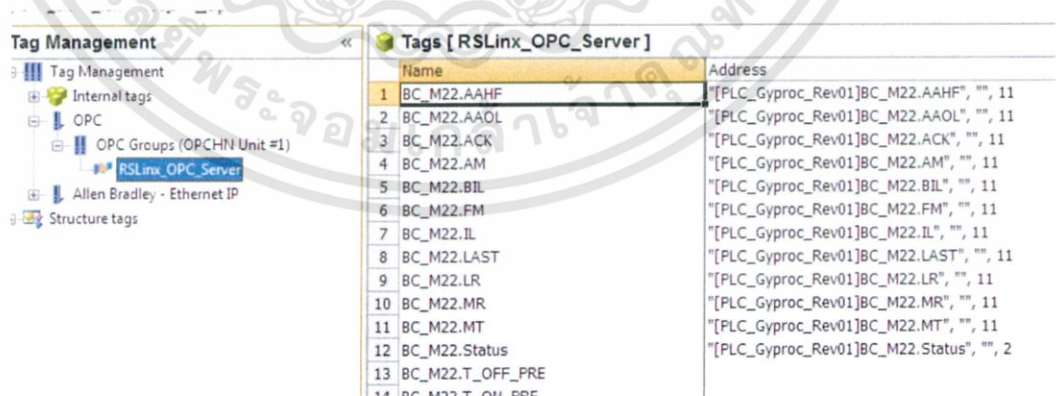 Tag Management «
Tag Management
Internal tags
OPC
OPC Groups (OPCHN Unit #1)
RSLinx_OPC_Server
Allen Bradley - Ethernet IP
Structure tags
Tags [ RSLinx_OPC_Server ]
Name Address
1 BC_M22.AAHF "[PLC_Gyproc_Rev01]BC_M22.AAHF", "", 11
2 BC_M22.AAOL "[PLC_Gyproc_Rev01]BC_M22.AAOL", "", 11
3 BC_M22.ACK "[PLC_Gyproc_Rev01]BC_M22.ACK", "", 11
4 BC_M22.AM "[PLC_Gyproc_Rev01]BC_M22.AM", "", 11
5 BC_M22.BIL "[PLC_Gyproc_Rev01]BC_M22.BIL", "", 11
6 BC_M22.FM "[PLC_Gyproc_Rev01]BC_M22.FM", "", 11
7 BC_M22.IL "[PLC_Gyproc_Rev01]BC_M22.IL", "", 11
8 BC_M22.LAST "[PLC_Gyproc_Rev01]BC_M22.LAST", "", 11
9 BC_M22.LR "[PLC_Gyproc_Rev01]BC_M22.LR", "", 11
10 BC_M22.MR "[PLC_Gyproc_Rev01]BC_M22.MR", "", 11
11 BC_M22.MT "[PLC_Gyproc_Rev01]BC_M22.MT", "", 11
12 BC_M22.Status "[PLC_Gyproc_Rev01]BC_M22.Status", "", 2
13 BC_M22.T_OFF_PRE
14 BC_M22.T_ON_PRE